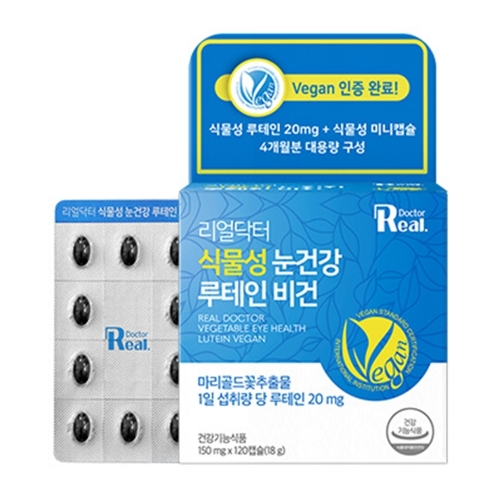 Vegan
Vegan 인증 완료!
식물성 루테인 20mg + 식물성 미니캡슐
4개월분 대용량 구성
리얼닥터 식물성 눈건강 루테인
Doctor
Real.
리얼닥터
Doctor
Real.
식물성 눈건강
루테인 비건
REAL DOCTOR
VEGETABLE EYE HEALTH
LUTEIN VEGAN
VEGAN STANDARD CERTIFICATION
INTERNATIONAL INSTITUTION
Vegan
마리골드꽃추출물
1일 섭취량 당 루테인 20 mg
건강기능식품
150 mg x 120캡슐(18 g)
건강
기능식품